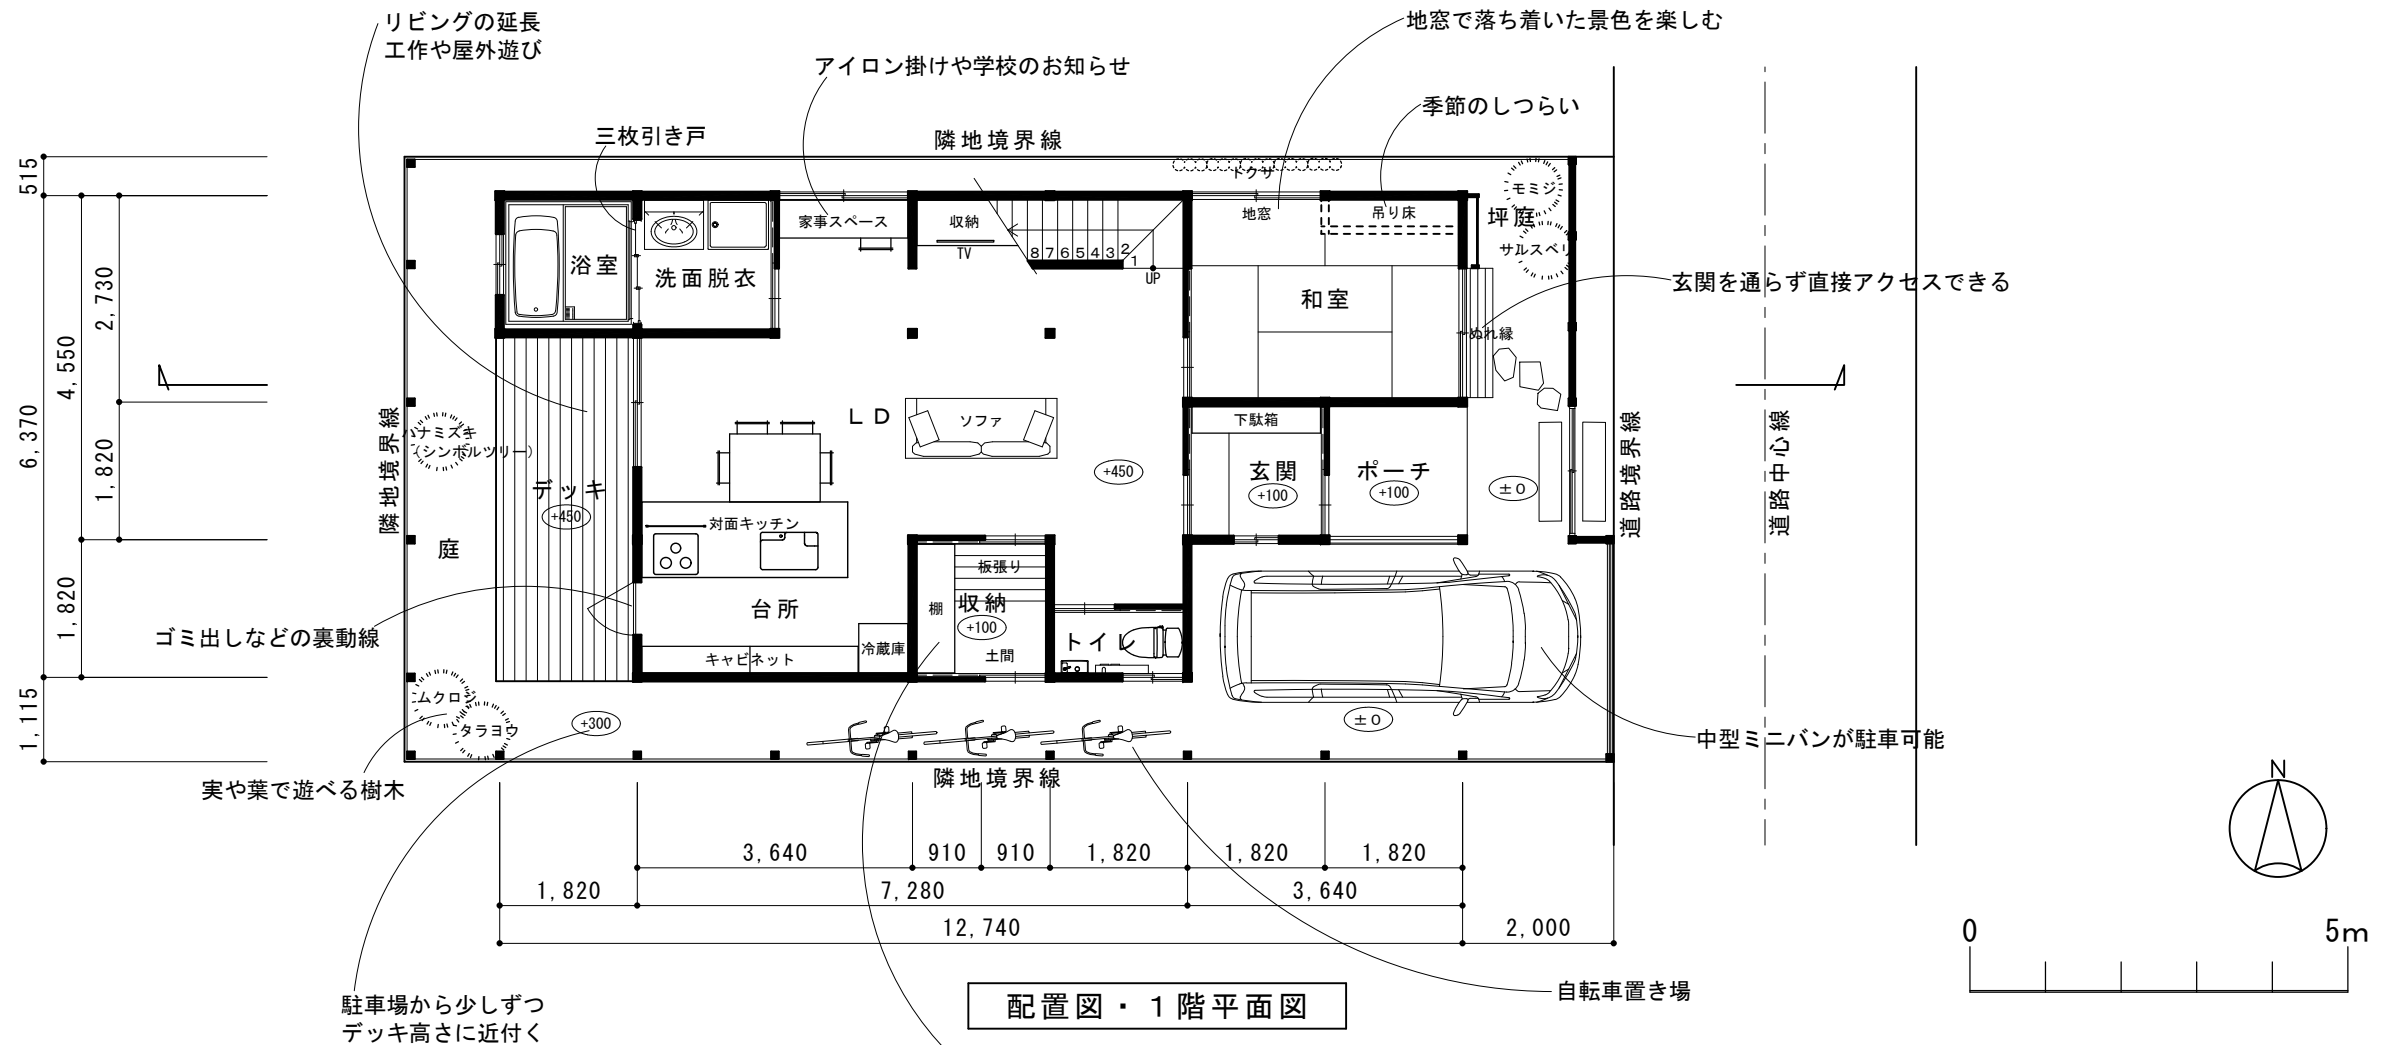 リビングの延長
工作や屋外遊び
アイロン掛けや学校のお知らせ
地窓で落ち着いた景色を楽しむ
季節のしつらい
三枚引き戸
隣地境界線
トクサ
モミジ
坪庭
サルスベリ
家事スペース
収納
TV
8 7 6 5 4 3 2 1
UP
地窓
吊り床
浴室
洗面脱衣
和室
玄関を通らず直接アクセスできる
ぬれ縁
515
6,370
4,550
2,730
1,820
1,820
1,115
隣地境界線
ハナミズキ
（シンボルツリー）
デッキ
+450
庭
LD
ソファ
+450
下駄箱
玄関
+100
ポーチ
+100
±0
道路境界線
道路中心線
対面キッチン
台所
キャビネット
冷蔵庫
棚
板張り
収納
+100
土間
トイレ
±0
ゴミ出しなどの裏動線
ムクロジ
タラヨウ
+300
実や葉で遊べる樹木
中型ミニバンが駐車可能
隣地境界線
N
3,640
910
910
1,820
1,820
1,820
1,820
7,280
3,640
12,740
2,000
0
5m
駐車場から少しずつ
デッキ高さに近付く
配置図・1階平面図
自転車置き場